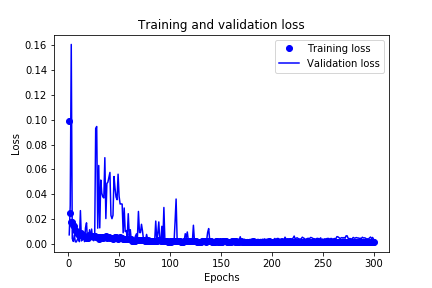 Training and validation loss
Training loss
Validation loss
0.16
0.14
0.12
0.10
0.08
0.06
0.04
0.02
0.00
Loss
0 50 100 150 200 250 300
Epochs